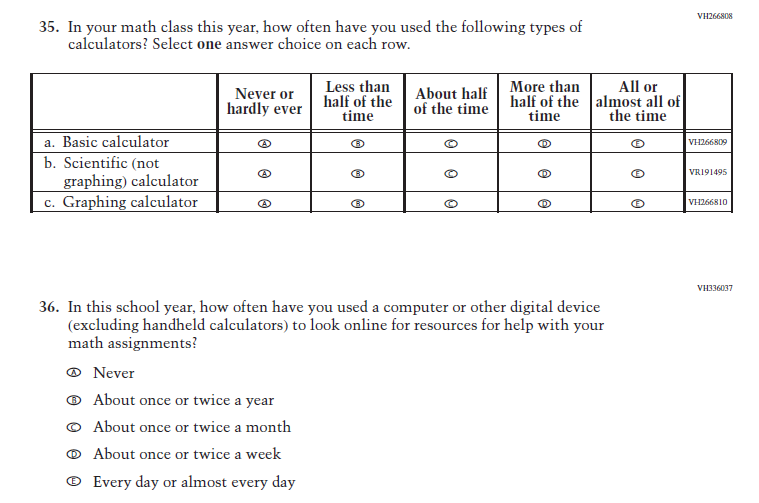 VH266808
35. In your math class this year, how often have you used the following types of
calculators? Select one answer choice on each row.
Never or
hardly ever
Less than
half of the
time
About half
of the time
More than
half of the
time
All or
almost all of
the time
a. Basic calculator A B C D E VH266809
b. Scientific (not
graphing) calculator A B C D E VR191495
c. Graphing calculator A B C D E VH266810
VH336037
36. In this school year, how often have you used a computer or other digital device
(excluding handheld calculators) to look online for resources for help with your
math assignments?
A Never
B About once or twice a year
C About once or twice a month
D About once or twice a week
E Every day or almost every day